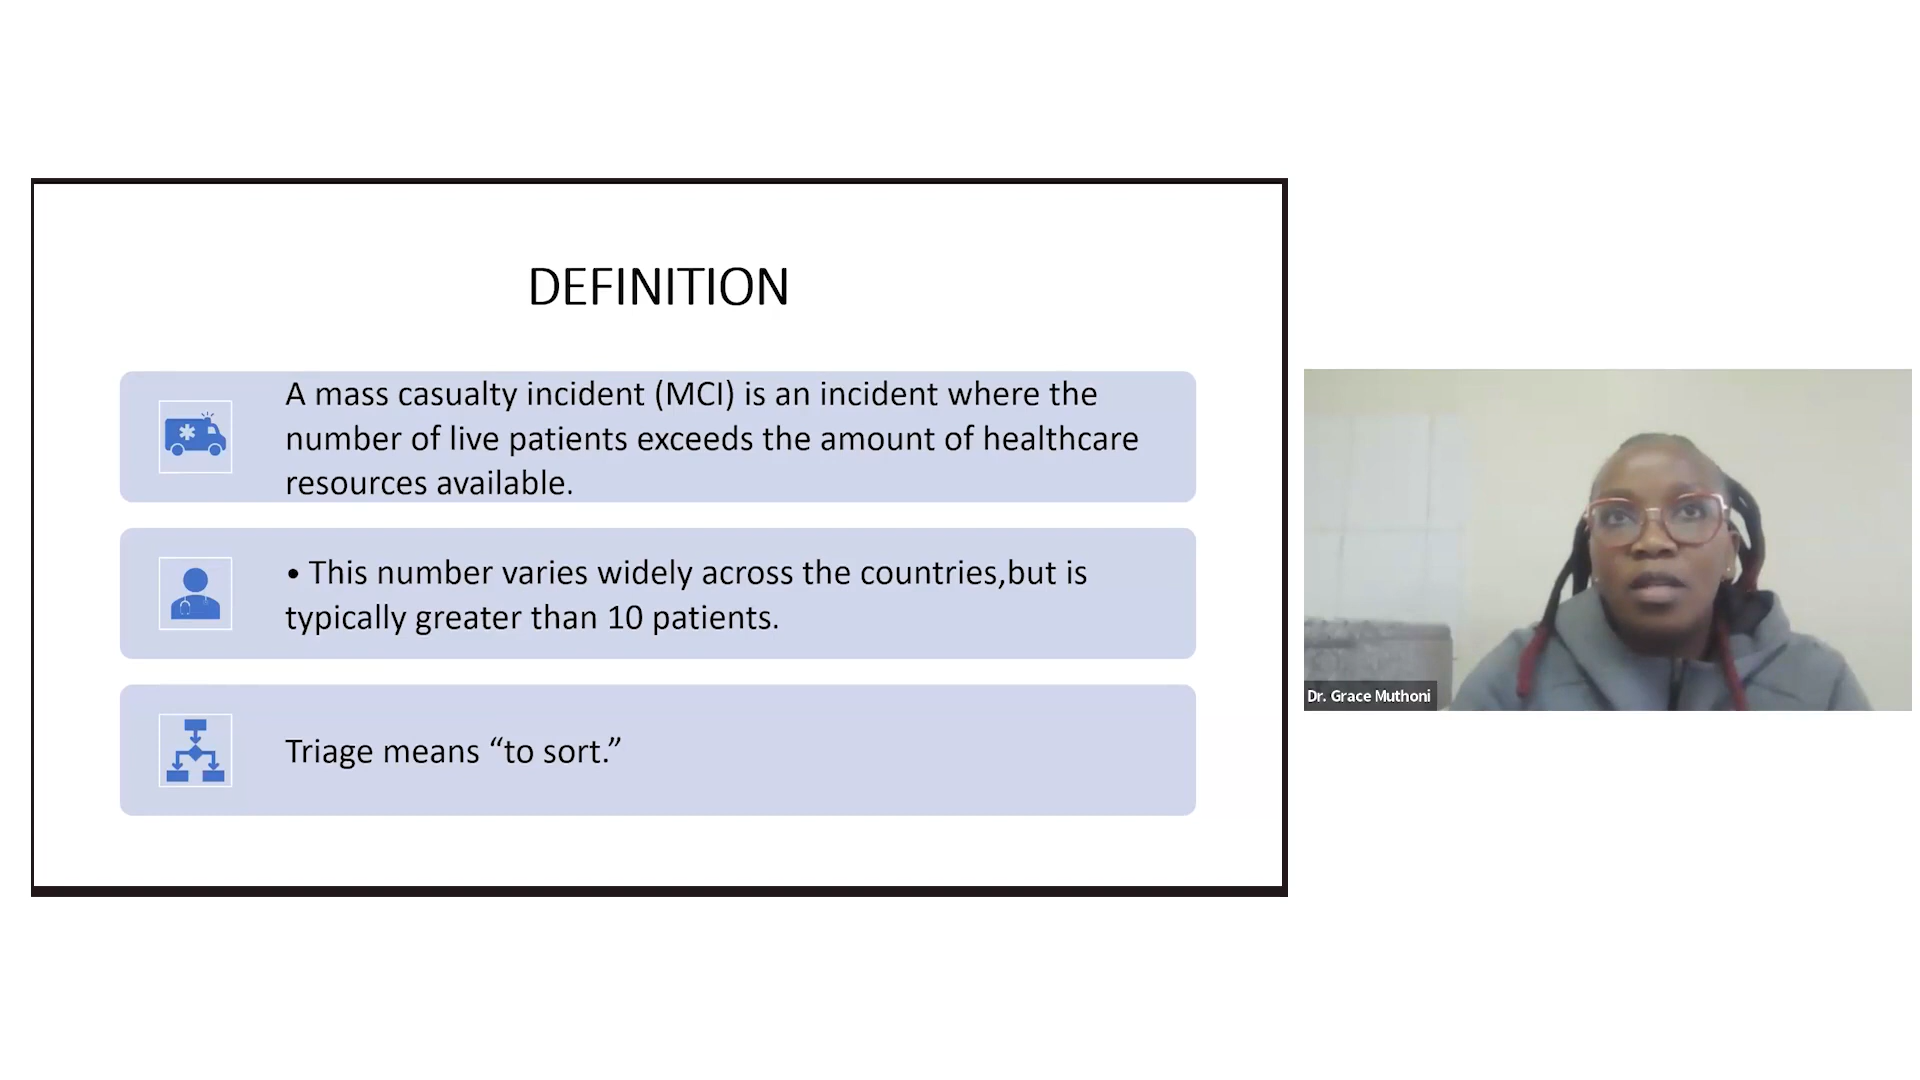 DEFINITION
A mass casualty incident (MCI) is an incident where the
number of live patients exceeds the amount of healthcare
resources available.
• This number varies widely across the countries,but is
typically greater than 10 patients.
Triage means “to sort.”
Dr. Grace Muthoni